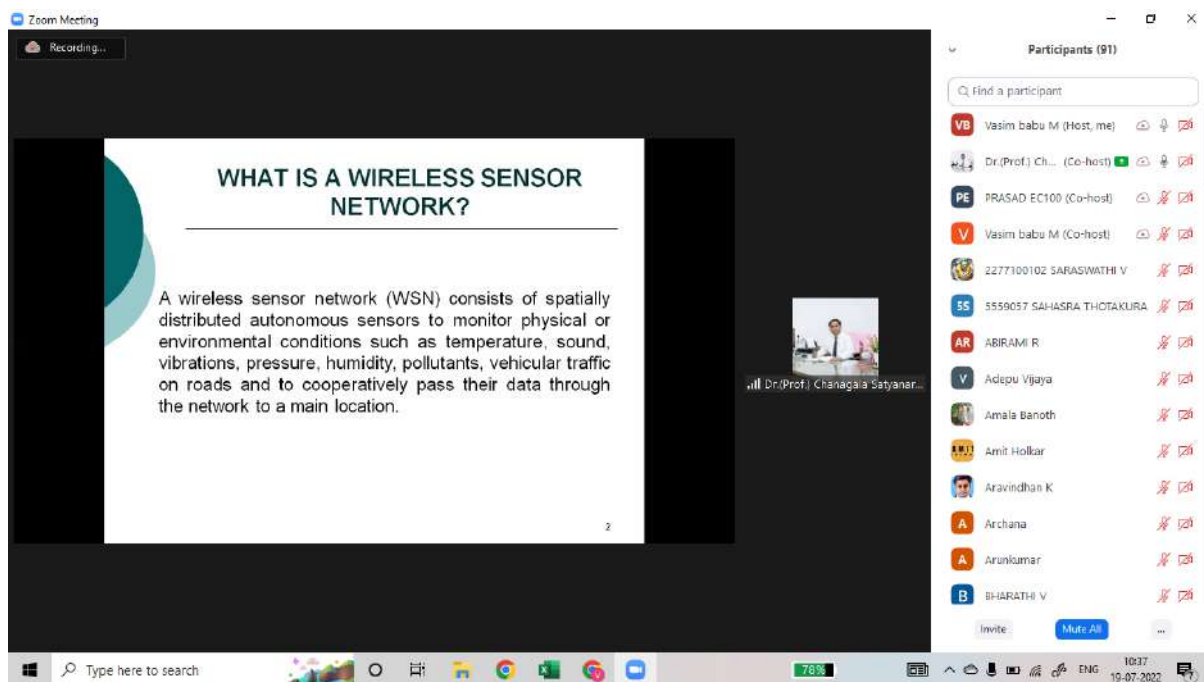 Zoom Meeting
Recording...
WHAT IS A WIRELESS SENSOR
NETWORK?
A wireless sensor network (WSN) consists of spatially
distributed autonomous sensors to monitor physical or
environmental conditions such as temperature, sound,
vibrations, pressure, humidity, pollutants, vehicular traffic
on roads and to cooperatively pass their data through
the network to a main location.
2
Dr.(Prof.) Chanagala Satyanar...
Participants (91)
Find a participant
VB Vasim babu M (Host, me)
Dr.(Prof.) Ch... (Co-host)
PE PRASAD EC100 (Co-host)
V Vasim babu M (Co-host)
2277100102 SARASWATHI V
5S 5559057 SAHASRA THOTAKURA
AR ABIRAMI R
V Adepu Vijaya
Amala Banoth
AMIT Amit Holkar
Aravindhan K
A Archana
A Arunkumar
B BHARATHI V
Invite Mute All ...
Type here to search
78%
ENG
10:37
19-07-2022